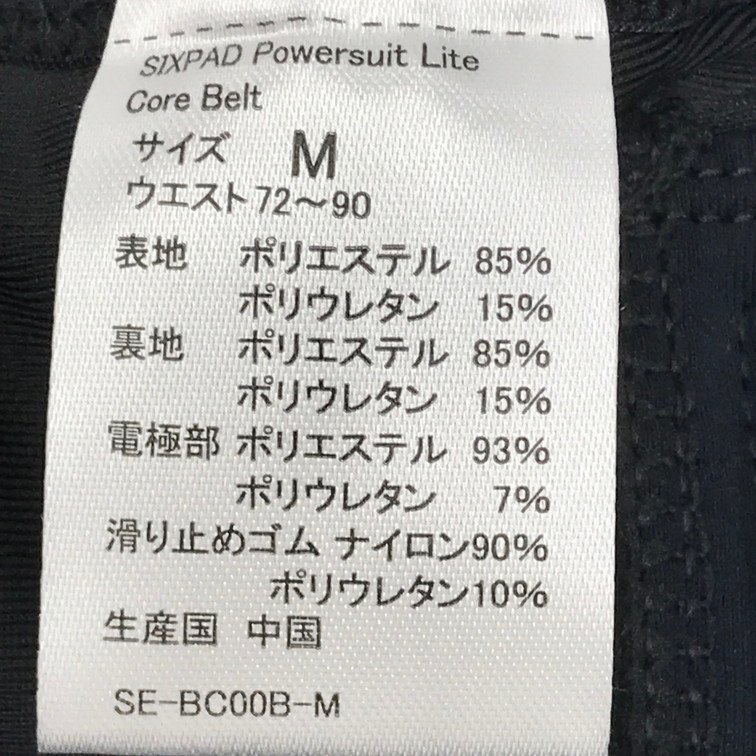 SIXPAD Powersuit Lite
Core Belt
サイズ M
ウエスト72～90
表地 ポリエステル 85%
ポリウレタン 15%
裏地 ポリエステル 85%
ポリウレタン 15%
電極部 ポリエステル 93%
ポリウレタン 7%
滑り止めゴム ナイロン90%
ポリウレタン10%
生産国 中国
SE-BC00B-M